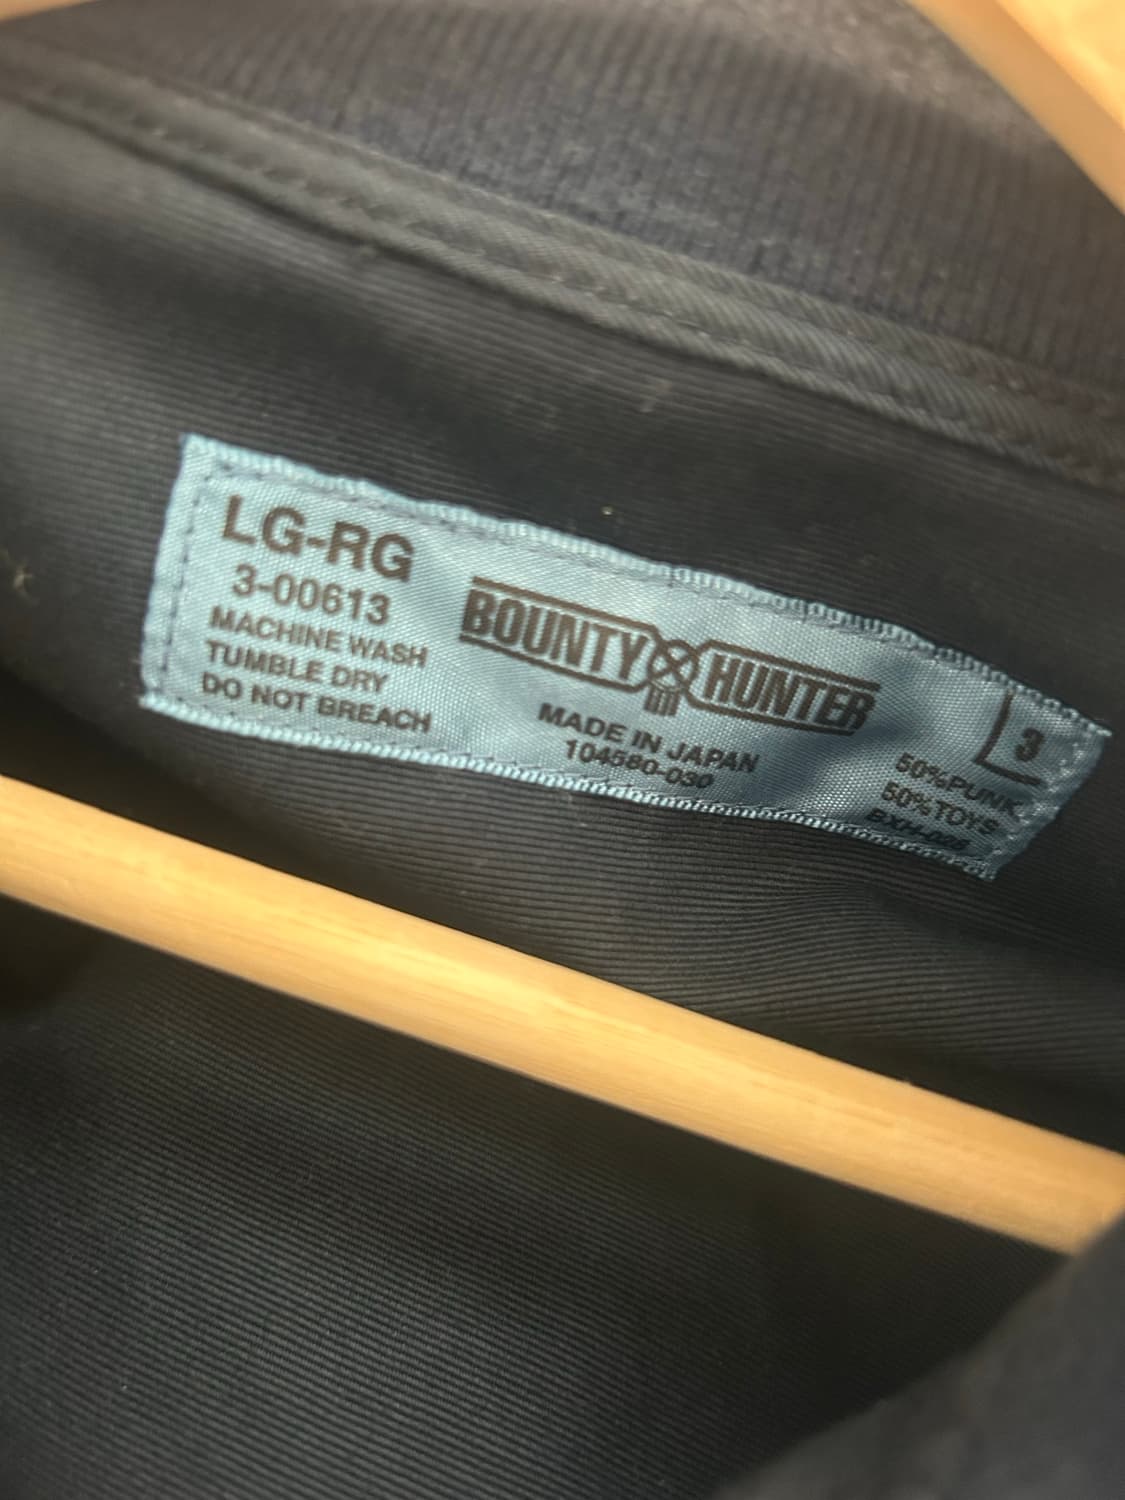 LG-RG
3-00613
MACHINE WASH
TUMBLE DRY
DO NOT BREACH
BOUNTY HUNTER
MADE IN JAPAN
104580-030
3
50%PUNK
50%TOYS